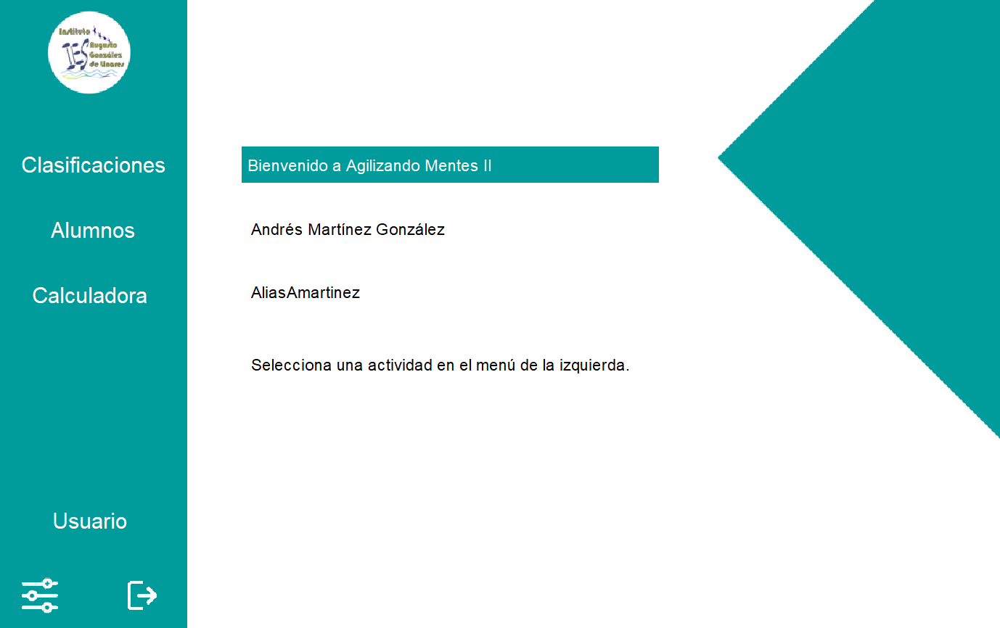 Instituto
IES
Augusto
González
de Linares
Clasificaciones
Alumnos
Calculadora
Usuario
Bienvenido a Agilizando Mentes II
Andrés Martínez González
AliasAmartinez
Selecciona una actividad en el menú de la izquierda.